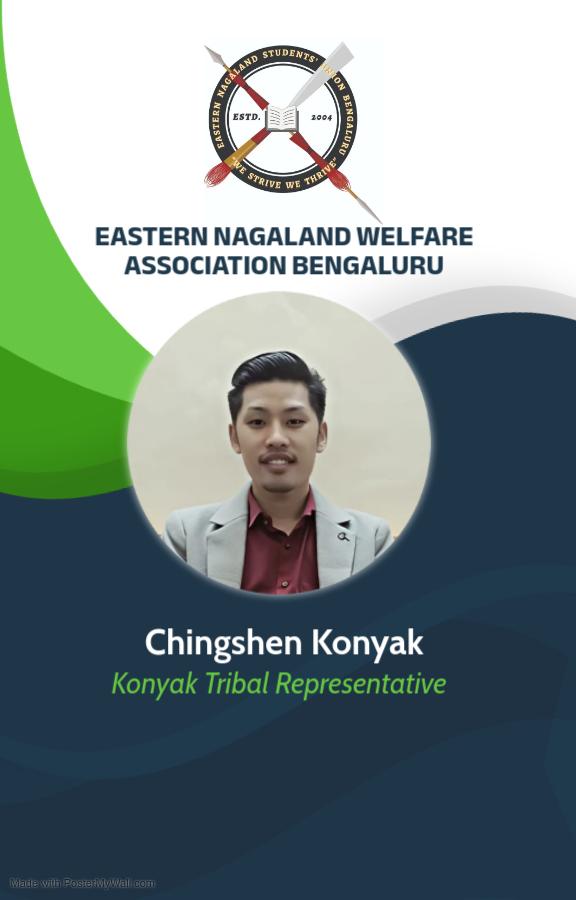 EASTERN NAGALAND STUDENTS' UNION BENGALURU
ESTD. 2004
"WE STRIVE WE THRIVE"
EASTERN NAGALAND WELFARE
ASSOCIATION BENGALURU
Chingshen Konyak
Konyak Tribal Representative
Made with PosterMyWall.com